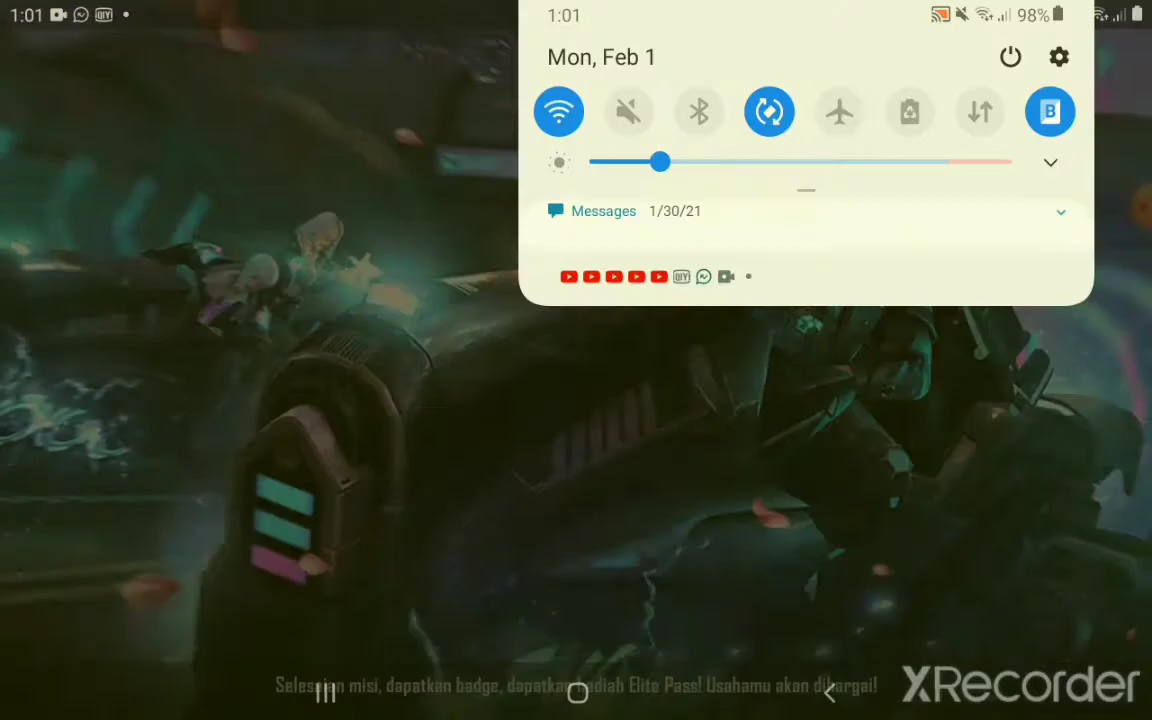 1:01
1:01
98%
Mon, Feb 1
B
Messages 1/30/21
QIY
Selesaikan misi, dapatkan badge, dapatkan hadiah Elite Pass! Usahamu akan dihargai!
XRecorder